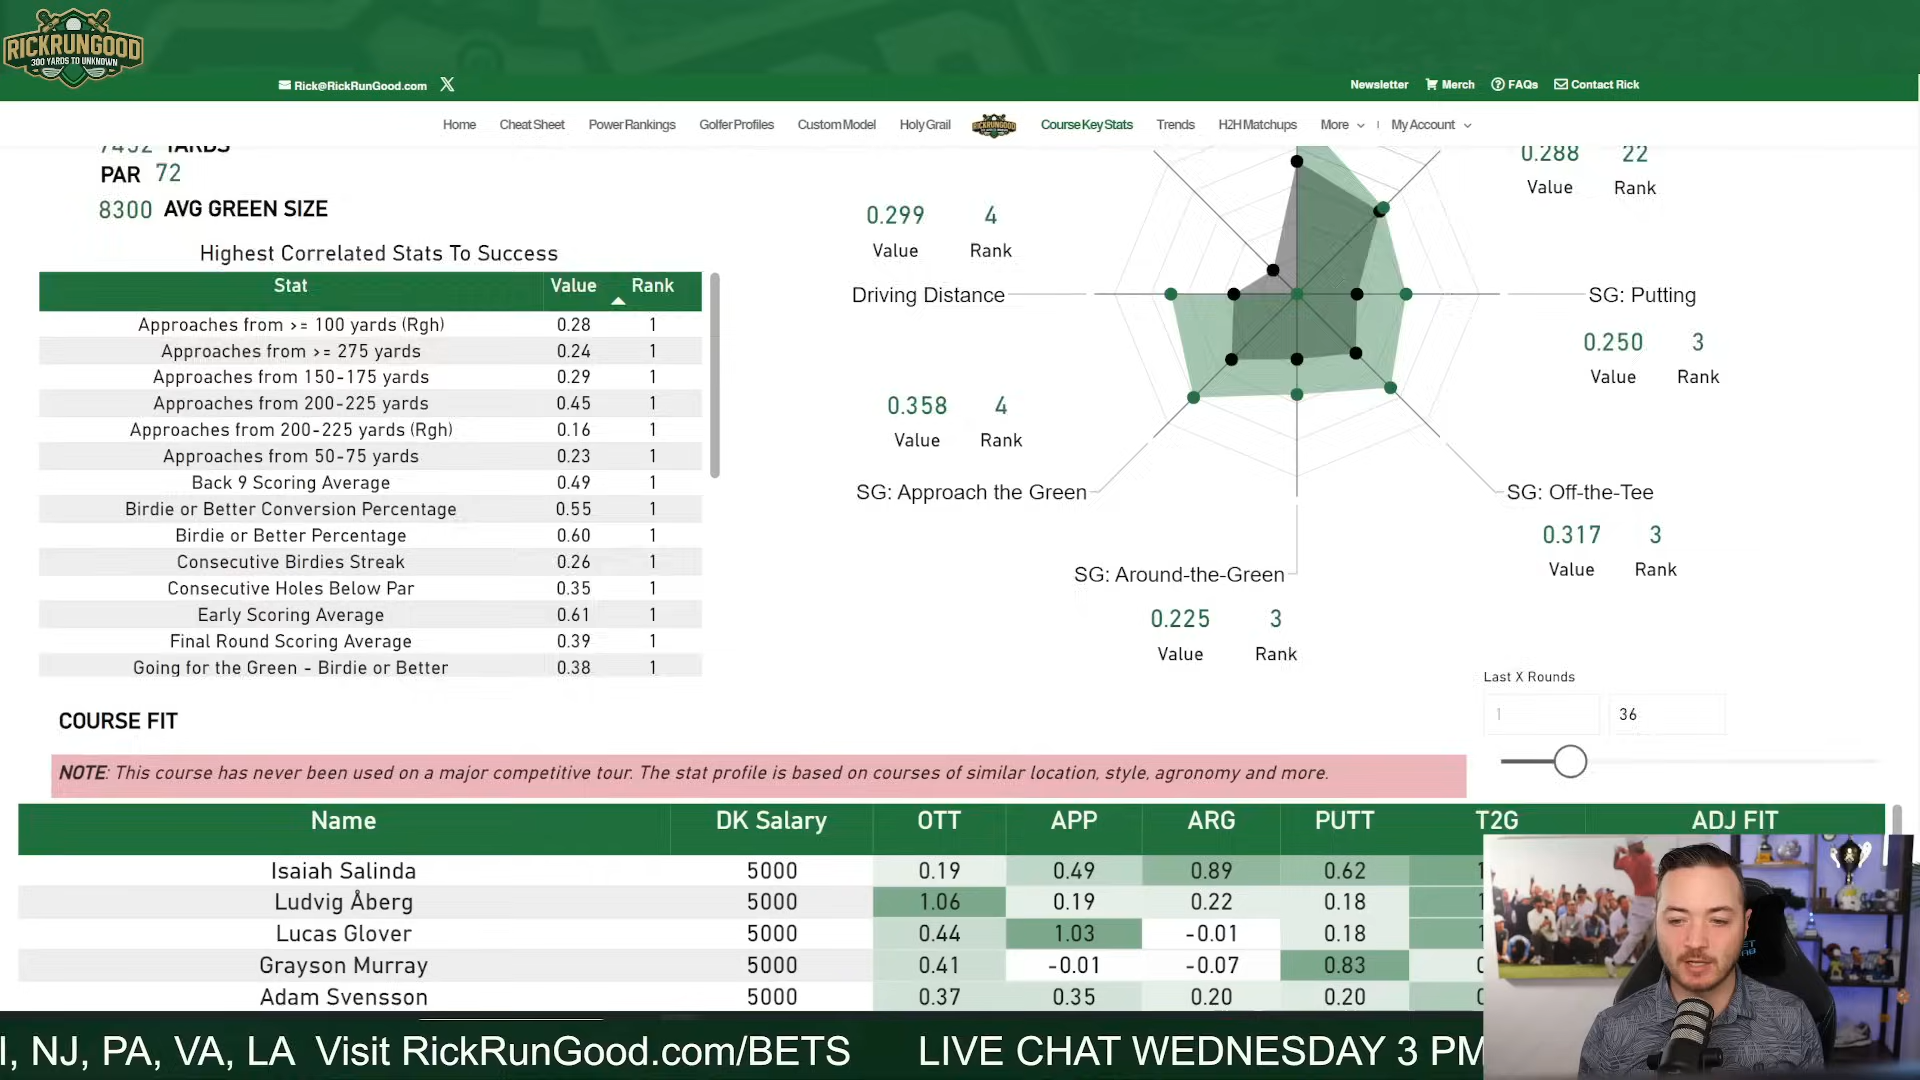 RICKRUNGOOD
300 YARDS TO UNKNOWN
Rick@RickRunGood.com
Newsletter Merch FAQs Contact Rick
Home Cheat Sheet Power Rankings Golfer Profiles Custom Model Holy Grail RICKRUNGOOD Course Key Stats Trends H2H Matchups More My Account
7452 YARDS
PAR 72
8300 AVG GREEN SIZE
Highest Correlated Stats To Success
Stat Value Rank
Approaches from >= 100 yards (Rgh) 0.28 1
Approaches from >= 275 yards 0.24 1
Approaches from 150-175 yards 0.29 1
Approaches from 200-225 yards 0.45 1
Approaches from 200-225 yards (Rgh) 0.16 1
Approaches from 50-75 yards 0.23 1
Back 9 Scoring Average 0.49 1
Birdie or Better Conversion Percentage 0.55 1
Birdie or Better Percentage 0.60 1
Consecutive Birdies Streak 0.26 1
Consecutive Holes Below Par 0.35 1
Early Scoring Average 0.61 1
Final Round Scoring Average 0.39 1
Going for the Green - Birdie or Better 0.38 1
0.288 22
Value Rank
0.299 4
Value Rank
Driving Distance
SG: Putting
0.250 3
Value Rank
0.358 4
Value Rank
SG: Approach the Green
SG: Off-the-Tee
0.317 3
Value Rank
SG: Around-the-Green
0.225 3
Value Rank
Last X Rounds
1 36
COURSE FIT
NOTE: This course has never been used on a major competitive tour. The stat profile is based on courses of similar location, style, agronomy and more.
Name DK Salary OTT APP ARG PUTT T2G ADJ FIT
Isaiah Salinda 5000 0.19 0.49 0.89 0.62 1
Ludvig Åberg 5000 1.06 0.19 0.22 0.18 1
Lucas Glover 5000 0.44 1.03 -0.01 0.18 1
Grayson Murray 5000 0.41 -0.01 -0.07 0.83 0
Adam Svensson 5000 0.37 0.35 0.20 0.20 0
I, NJ, PA, VA, LA Visit RickRunGood.com/BETS LIVE CHAT WEDNESDAY 3 PM